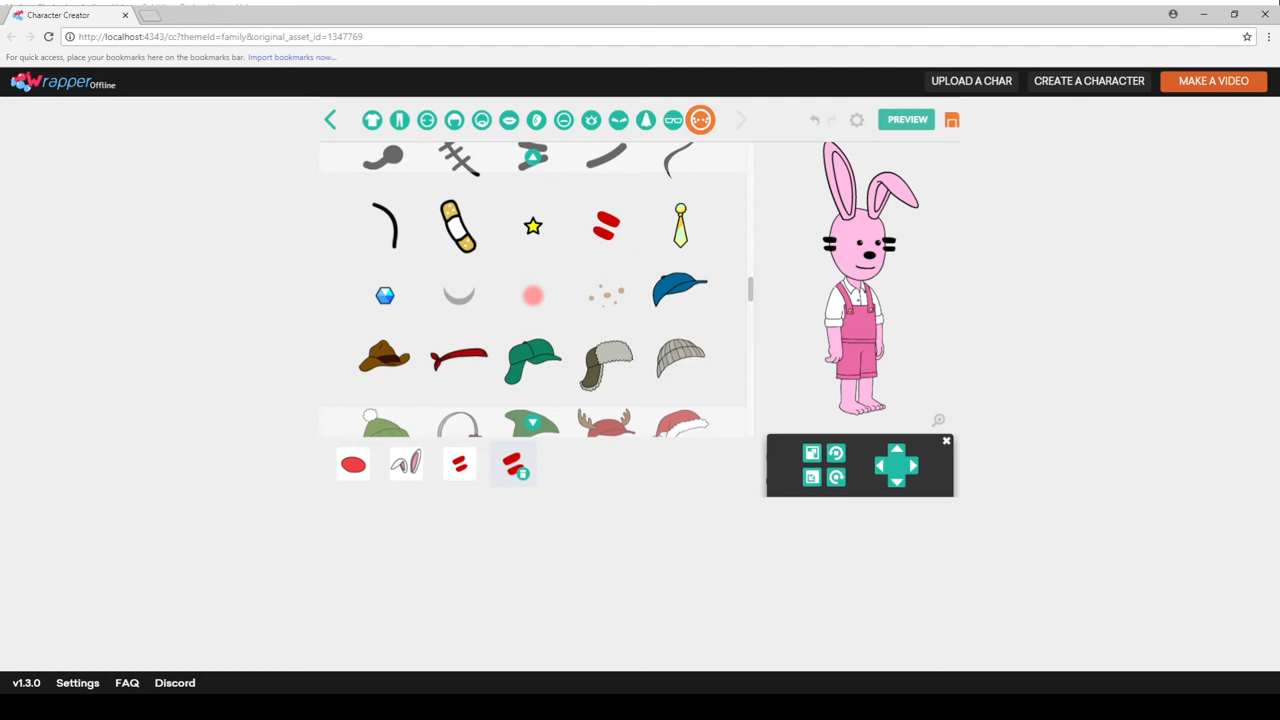 Character Creator
http://localhost:4343/cc?themeId=family&original_asset_id=1347769
For quick access, place your bookmarks here on the bookmarks bar. Import bookmarks now...
Wrapper Offline
UPLOAD A CHAR
CREATE A CHARACTER
MAKE A VIDEO
PREVIEW
v1.3.0
Settings
FAQ
Discord